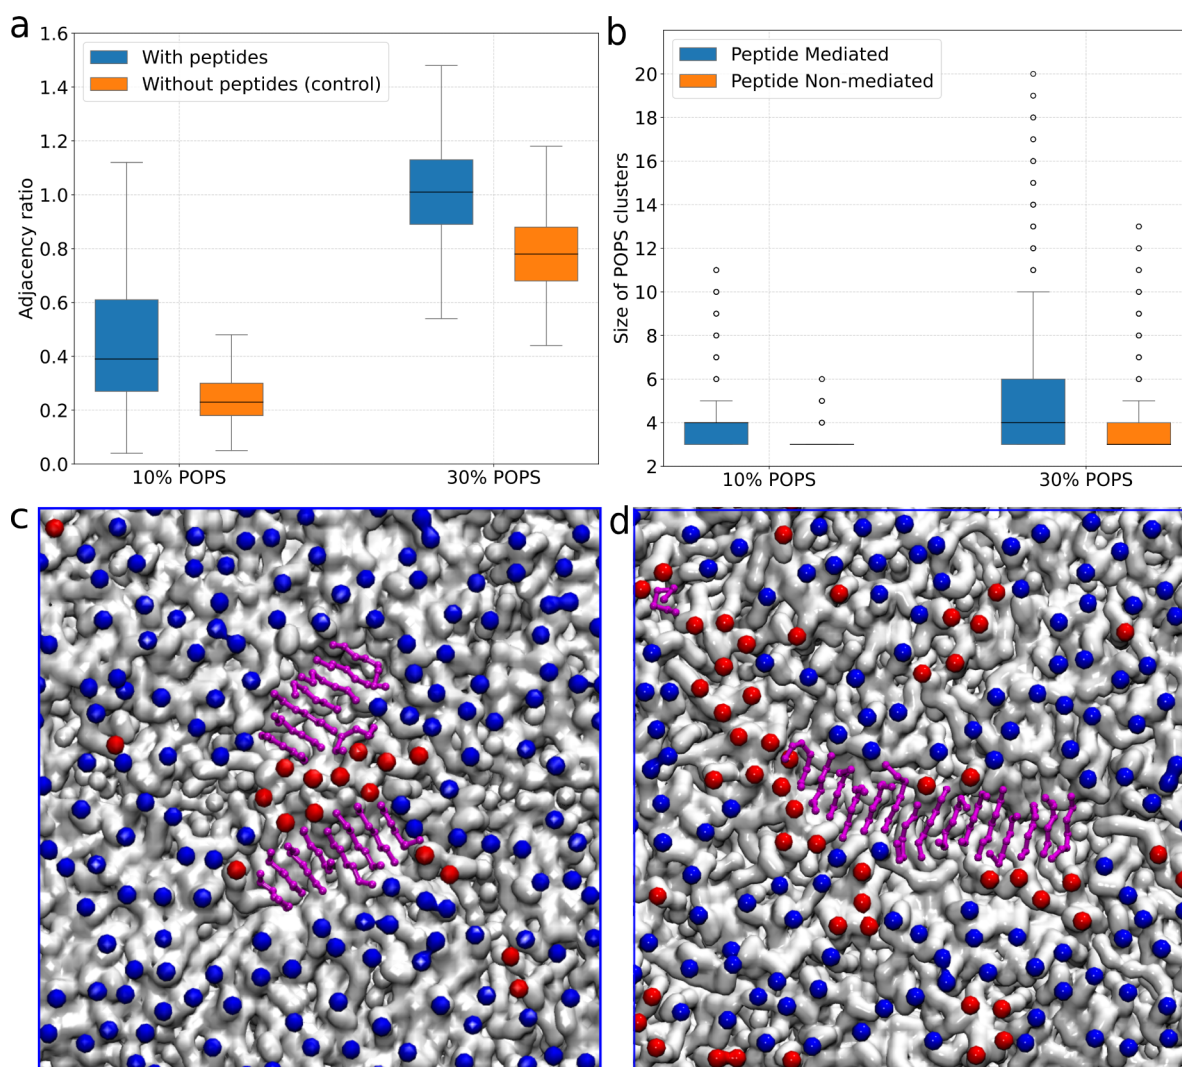 a
1.6
1.4
1.2
1.0
0.8
0.6
0.4
0.2
0.0
Adjacency ratio
With peptides
Without peptides (control)
10% POPS
30% POPS
b
20
18
16
14
12
10
8
6
4
2
Size of POPS clusters
Peptide Mediated
Peptide Non-mediated
10% POPS
30% POPS
c
d